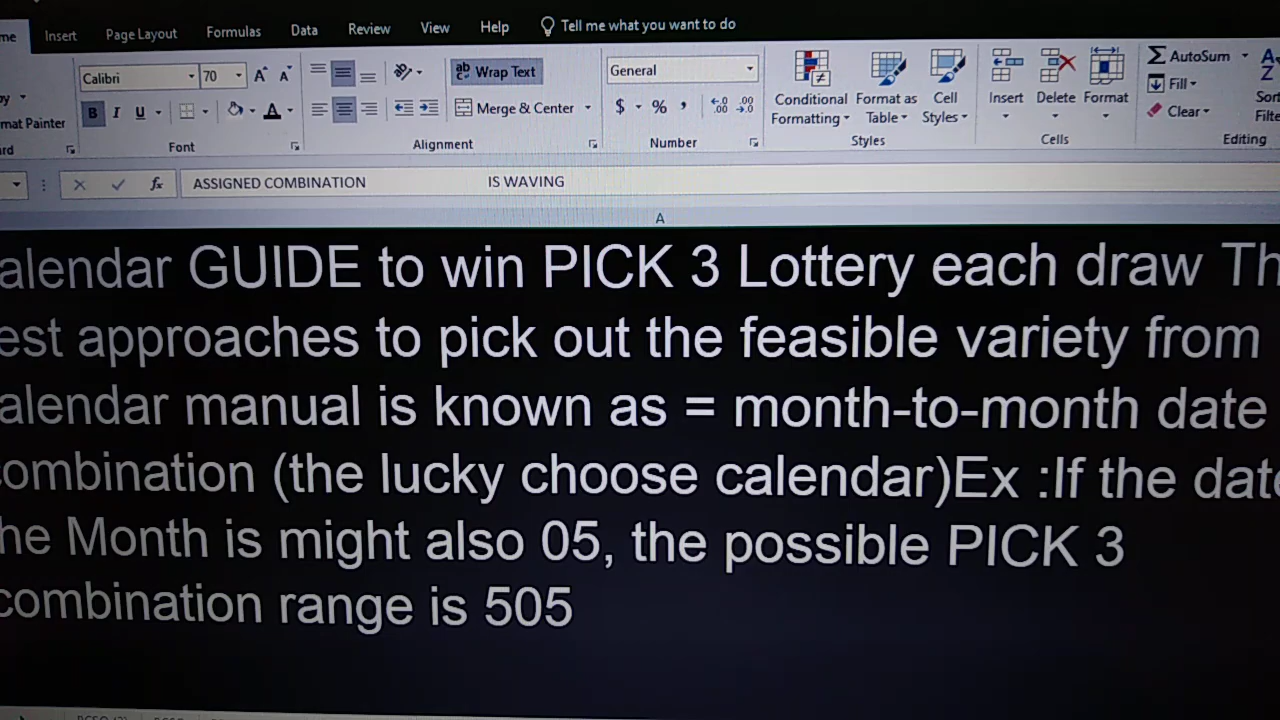 Insert Page Layout Formulas Data Review View Help Tell me what you want to do
Calibri 70 A A Wrap Text General AutoSum
B I U A Merge & Center $ % , Conditional Formatting Format as Table Cell Styles Insert Delete Format Fill Clear
Painter Font Alignment Number Styles Cells Editing
fx ASSIGNED COMBINATION IS WAVING
A
alendar GUIDE to win PICK 3 Lottery each draw Th
est approaches to pick out the feasible variety from
alendar manual is known as = month-to-month date
ombination (the lucky choose calendar)Ex :If the date
he Month is might also 05, the possible PICK 3
combination range is 505